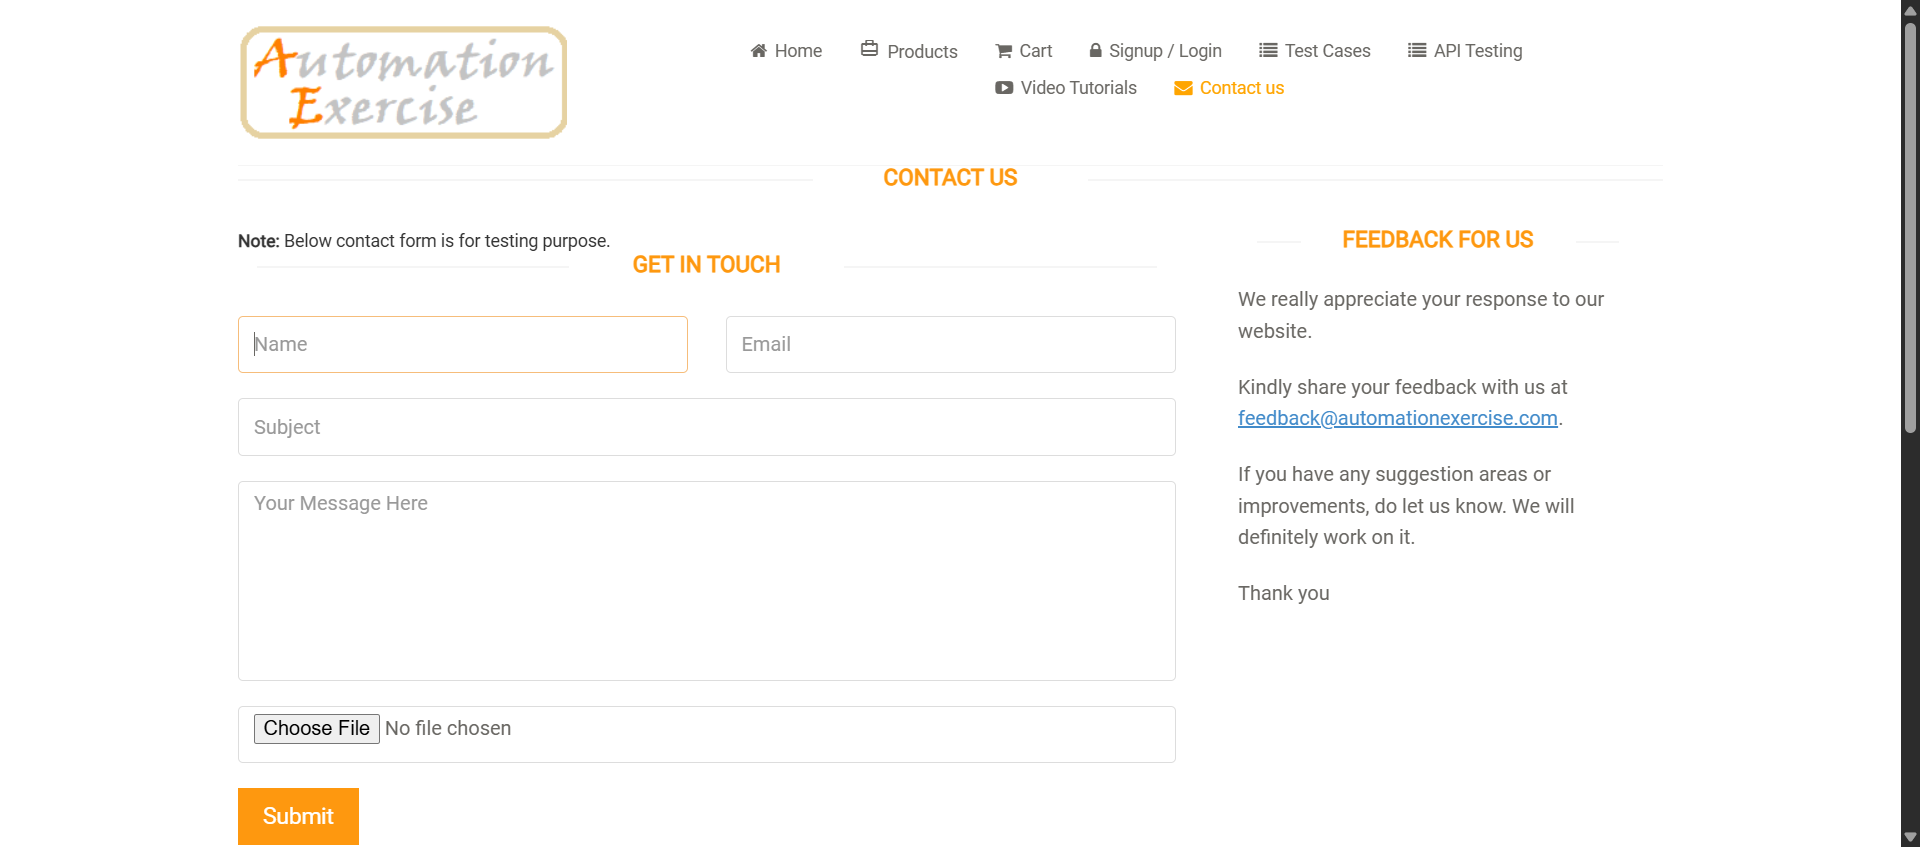 Automation
Exercise
Home
Products
Cart
Signup / Login
Test Cases
API Testing
Video Tutorials
Contact us
CONTACT US
Note: Below contact form is for testing purpose.
GET IN TOUCH
Name
Email
Subject
Your Message Here
Choose File No file chosen
Submit
FEEDBACK FOR US
We really appreciate your response to our
website.
Kindly share your feedback with us at
feedback@automationexercise.com.
If you have any suggestion areas or
improvements, do let us know. We will
definitely work on it.
Thank you